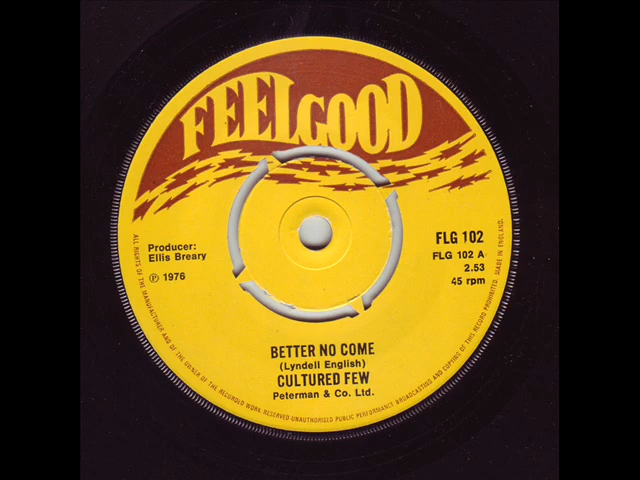 FEELGOOD
Producer:
Ellis Breary
℗ 1976
FLG 102
FLG 102 A
2.53
45 rpm
BETTER NO COME
(Lyndell English)
CULTURED FEW
Peterman & Co. Ltd.
ALL RIGHTS OF THE MANUFACTURER AND OF THE OWNER OF THE RECORDED WORK RESERVED-UNAUTHORISED PUBLIC PERFORMANCE BROADCASTING AND COPYING OF THIS RECORD PROHIBITED. MADE IN ENGLAND.